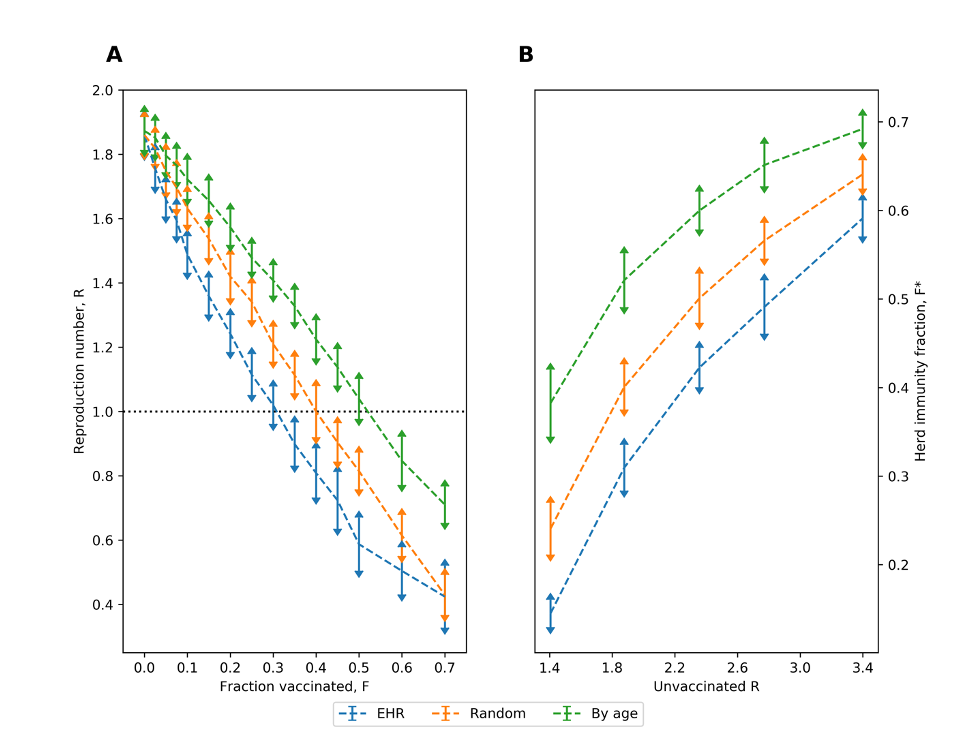 A
B
2.0
1.8
1.6
1.4
1.2
1.0
0.8
0.6
0.4
Reproduction number, R
0.0 0.1 0.2 0.3 0.4 0.5 0.6 0.7
Fraction vaccinated, F
0.7
0.6
0.5
0.4
0.3
0.2
Herd immunity fraction, F*
1.4 1.8 2.2 2.6 3.0 3.4
Unvaccinated R
EHR Random By age